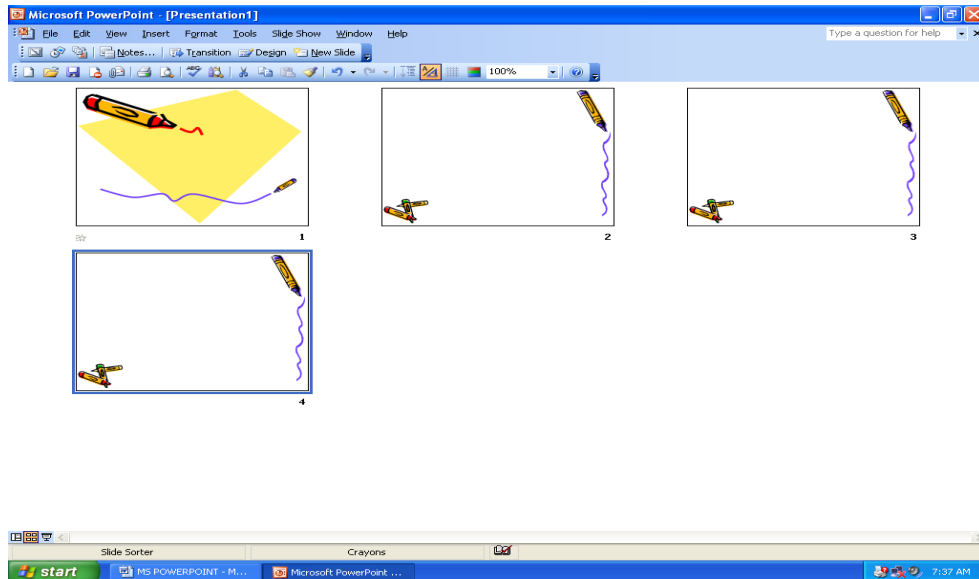 Microsoft PowerPoint - [Presentation1]
File Edit View Insert Format Tools Slide Show Window Help Type a question for help
Notes... Transition Design New Slide
100%
1 2 3
4
Slide Sorter Crayons
start MS POWERPOINT - M... Microsoft PowerPoint ... 7:37 AM